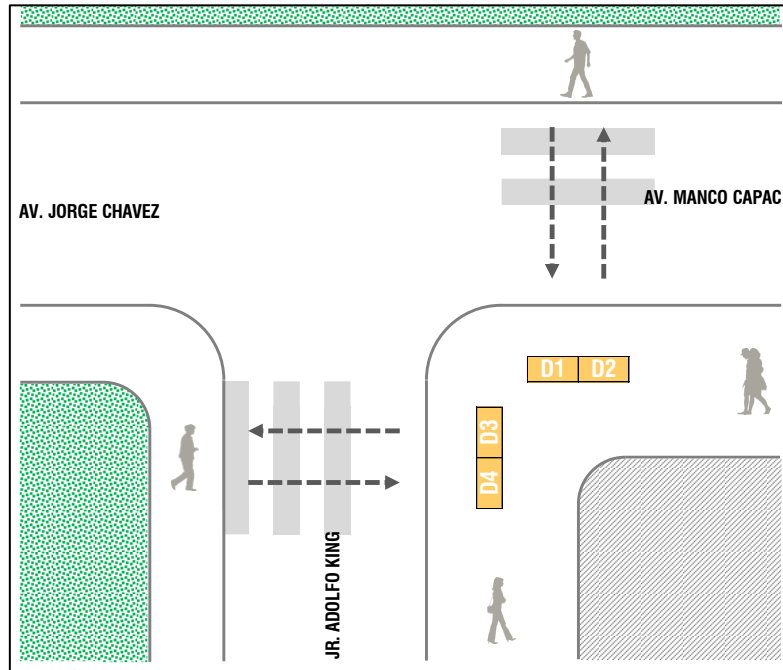 AV. JORGE CHAVEZ
AV. MANCO CAPAC
D1 D2
D3
D4
JR. ADOLFO KING